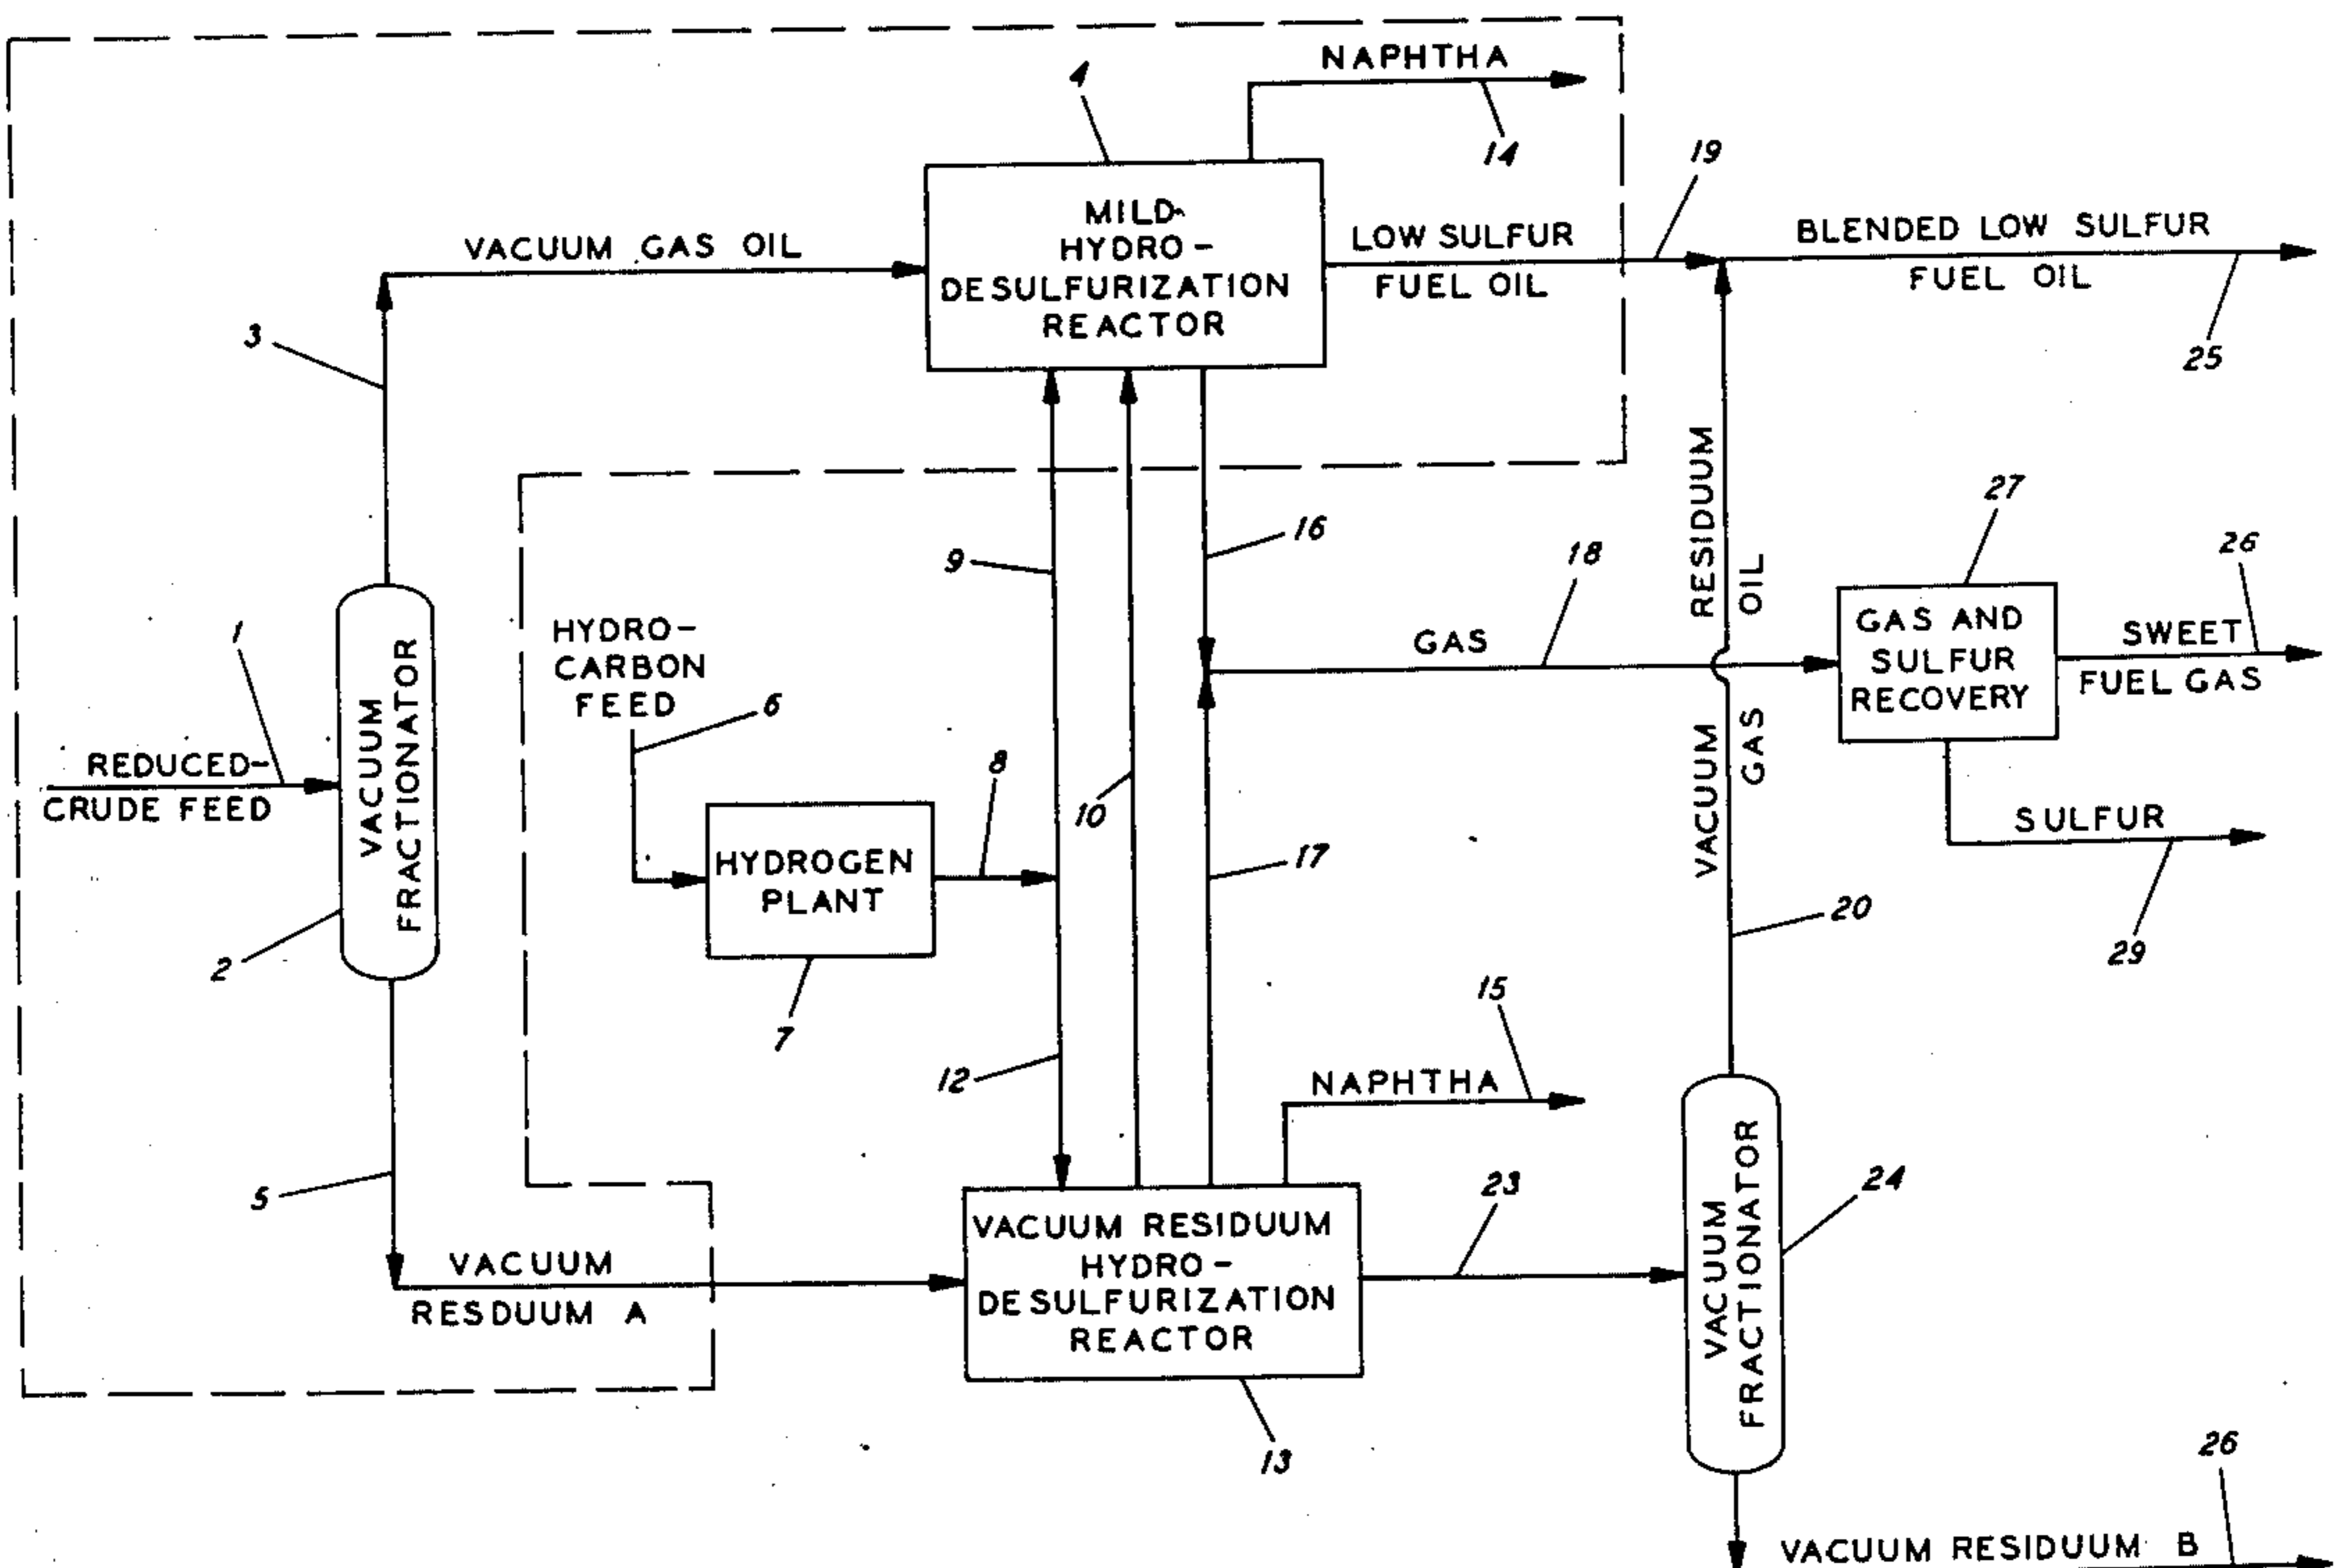 NAPHTHA
4
14
19
MILD-
HYDRO-
DESULFURIZATION
REACTOR
VACUUM GAS OIL
LOW SULFUR
FUEL OIL
BLENDED LOW SULFUR
FUEL OIL
3
25
RESIDUUM
OIL
VACUUM
GAS
9
16
18
27
26
HYDRO-
CARBON
FEED
6
GAS
GAS AND
SULFUR
RECOVERY
SWEET
FUEL GAS
1
REDUCED-
CRUDE FEED
VACUUM
FRACTIONATOR
2
8
10
17
HYDROGEN
PLANT
7
SULFUR
29
20
12
15
NAPHTHA
5
VACUUM
RESDUUM A
VACUUM RESIDUUM
HYDRO-
DESULFURIZATION
REACTOR
13
23
VACUUM
FRACTIONATOR
24
26
VACUUM RESIDUUM B